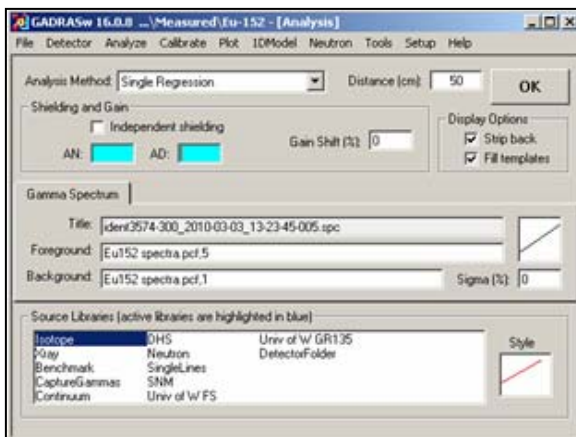 GADRASw 16.0.8 ...\Measured\Eu-152 - [Analysis]
File Detector Analyze Calibrate Plot 1DModel Neutron Tools Setup Help
Analysis Method: Single Regression Distance (cm): 50 OK
Shielding and Gain
Independent shielding
AN: AD: Gain Shift (%): 0
Display Options
Strip back
Fill templates
Gamma Spectrum
Title: ident3574-300_2010-03-03_13-23-45-005.spc
Foreground: Eu152 spectra.pcf,5
Background: Eu152 spectra.pcf,1 Sigma (%): 0
Source Libraries (active libraries are highlighted in blue)
Isotope DHS Univ of W GR135
Xray Neutron DetectorFolder
Benchmark SingleLines
CaptureGammas SNM
Continuum Univ of W FS
Style